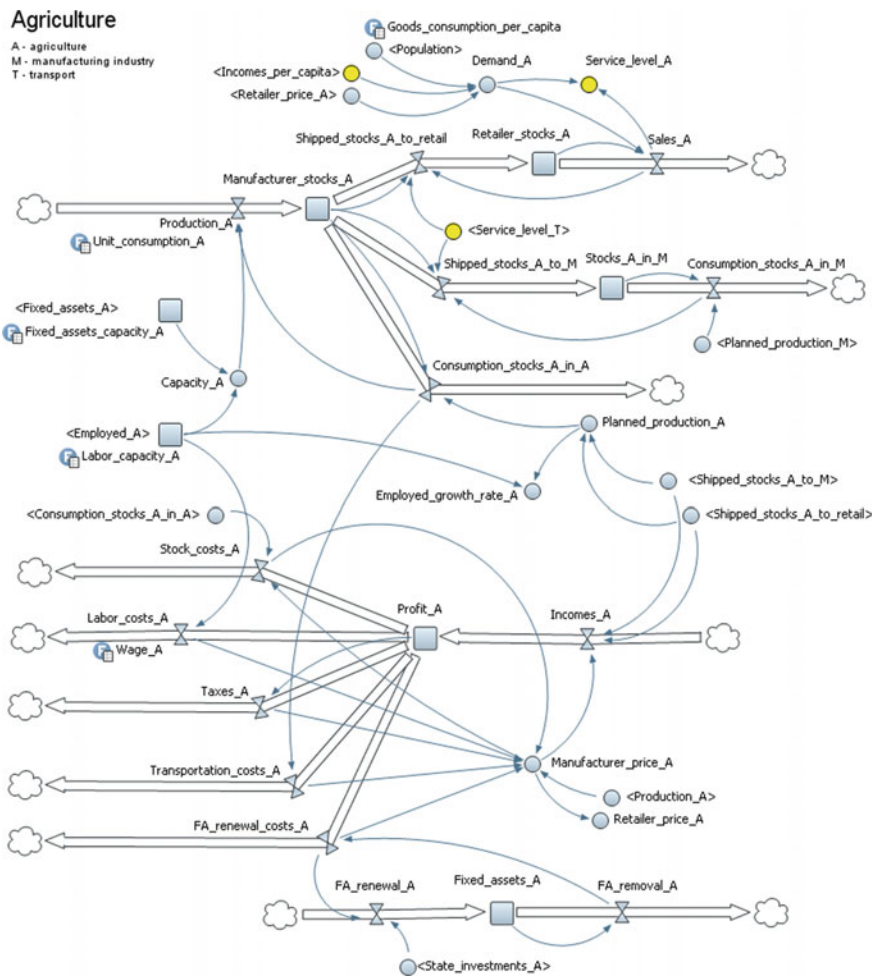 Agriculture
A - agriculture
M - manufacturing industry
T - transport
Goods_consumption_per_capita
<Population>
Demand_A
Service_level_A
<Incomes_per_capita>
<Retailer_price_A>
Shipped_stocks_A_to_retail
Retailer_stocks_A
Sales_A
Manufacturer_stocks_A
Production_A
Unit_consumption_A
<Service_level_T>
Shipped_stocks_A_to_M
Stocks_A_in_M
Consumption_stocks_A_in_M
<Fixed_assets_A>
Fixed_assets_capacity_A
<Planned_production_M>
Capacity_A
Consumption_stocks_A_in_A
<Employed_A>
Labor_capacity_A
Planned_production_A
Employed_growth_rate_A
<Shipped_stocks_A_to_M>
<Shipped_stocks_A_to_retail>
<Consumption_stocks_A_in_A>
Stock_costs_A
Labor_costs_A
Profit_A
Incomes_A
Wage_A
Taxes_A
Transportation_costs_A
Manufacturer_price_A
<Production_A>
Retailer_price_A
FA_renewal_costs_A
FA_renewal_A
Fixed_assets_A
FA_removal_A
<State_investments_A>